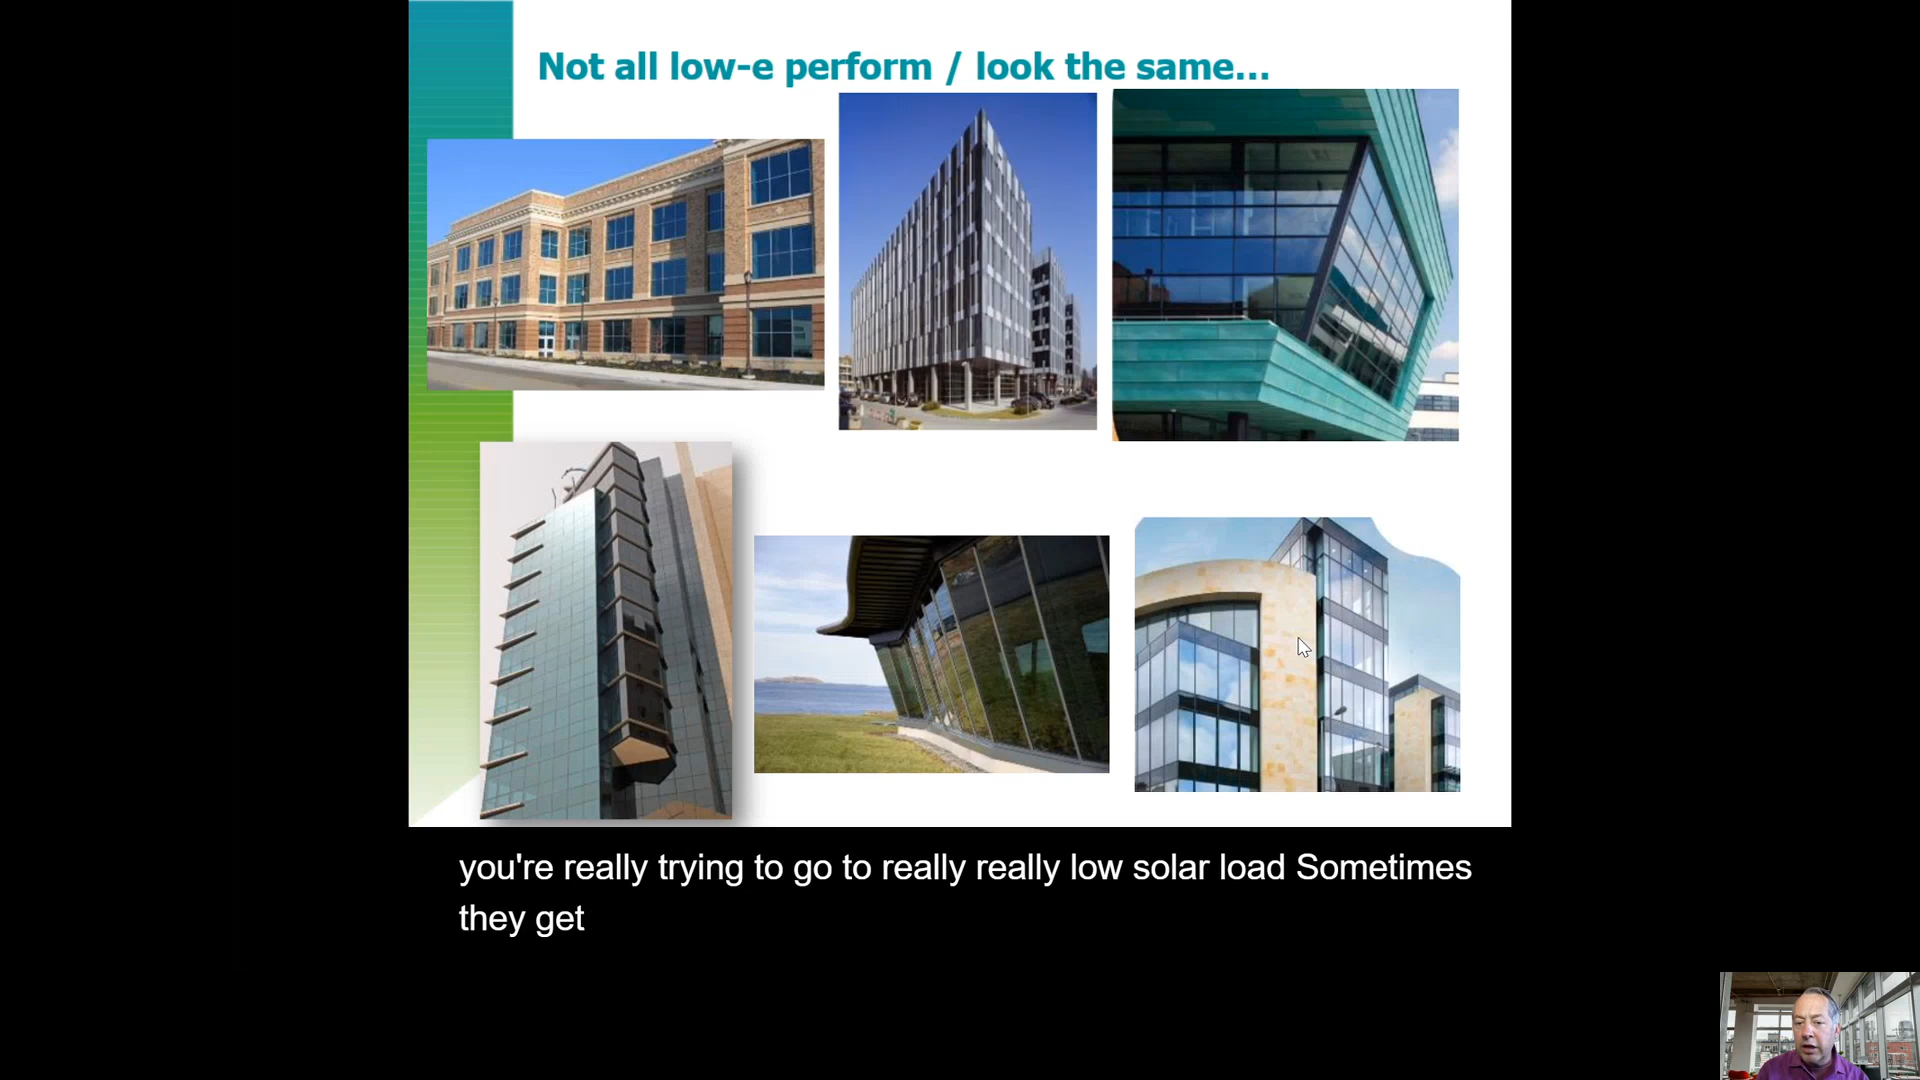 Not all low-e perform / look the same...
you're really trying to go to really really low solar load Sometimes
they get